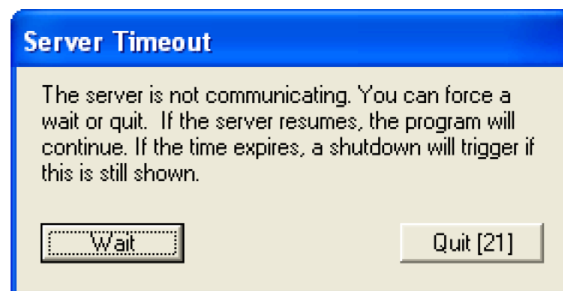 Server Timeout
The server is not communicating. You can force a
wait or quit.  If the server resumes, the program will
continue. If the time expires, a shutdown will trigger if
this is still shown.
Wait Quit [21]